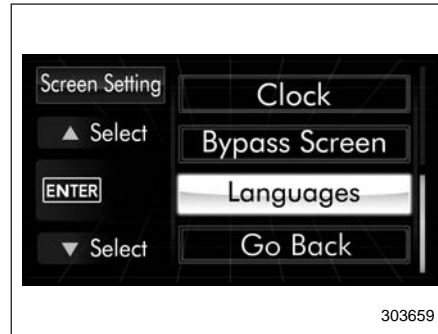 Screen Setting
▲ Select
ENTER
▼ Select
Clock
Bypass Screen
Languages
Go Back
303659